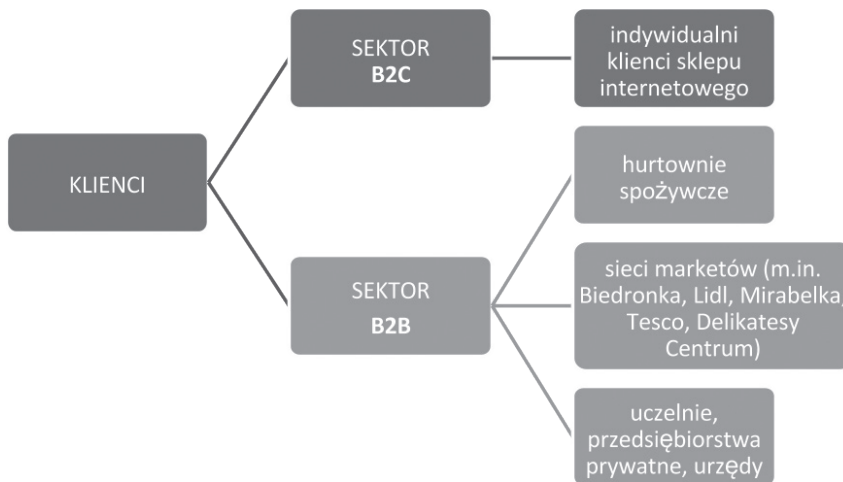 KLIENCI
SEKTOR
B2C
indywidualni
klienci sklepu
internetowego
SEKTOR
B2B
hurtownie
spożywcze
sieci marketów (m.in.
Biedronka, Lidl, Mirabelka,
Tesco, Delikatesy
Centrum)
uczelnie,
przedsiębiorstwa
prywatne, urzędy